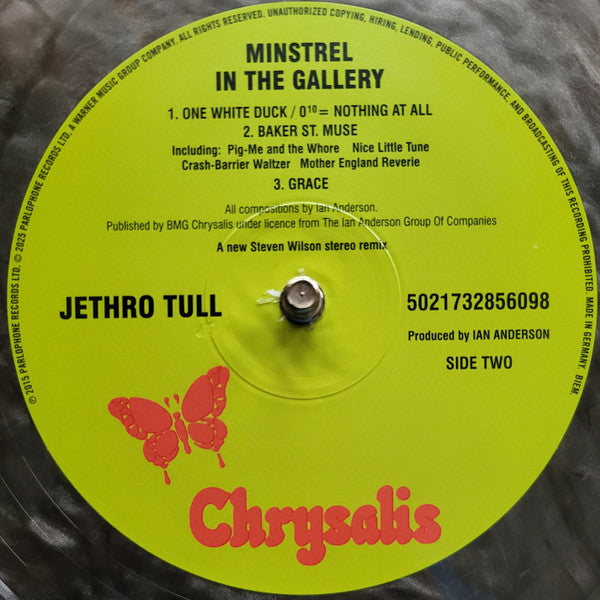 MINSTREL
IN THE GALLERY
1. ONE WHITE DUCK / 0¹⁰ = NOTHING AT ALL
2. BAKER ST. MUSE
Including: Pig-Me and the Whore Nice Little Tune
Crash-Barrier Waltzer Mother England Reverie
3. GRACE
All compositions by Ian Anderson.
Published by BMG Chrysalis under licence from The Ian Anderson Group Of Companies
A new Steven Wilson stereo remix
JETHRO TULL
5021732856098
Produced by IAN ANDERSON
SIDE TWO
Chrysalis
℗ 2015 PARLOPHONE RECORDS LTD. © 2025 PARLOPHONE RECORDS LTD. A WARNER MUSIC GROUP COMPANY. ALL RIGHTS RESERVED. UNAUTHORIZED COPYING, HIRING, LENDING, PUBLIC PERFORMANCE, AND BROADCASTING OF THIS RECORDING PROHIBITED. MADE IN GERMANY. BIEM.